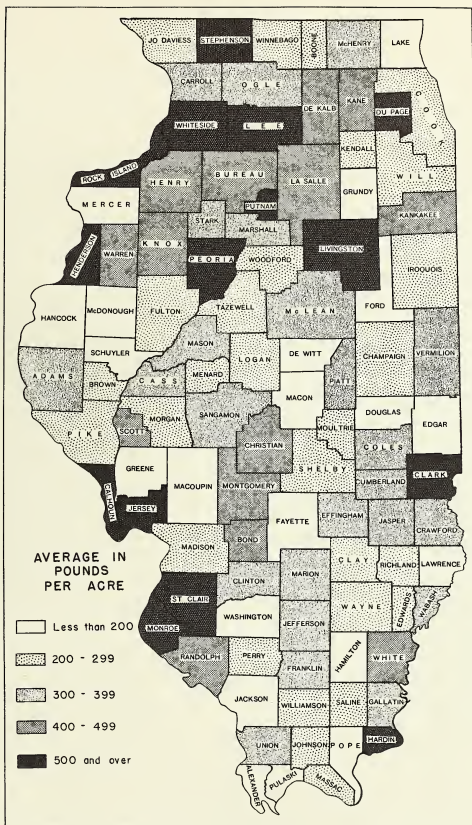 JO DAVIESS STEPHENSON WINNEBAGO BOONE McHENRY LAKE
CARROLL OGLE DE KALB KANE COOK
DU PAGE
WHITESIDE LEE
KENDALL WILL
ROCK ISLAND
HENRY BUREAU LA SALLE GRUNDY
MERCER PUTNAM KANKAKEE
STARK MARSHALL
HENDERSON WARREN KNOX PEORIA WOODFORD LIVINGSTON IROQUOIS
HANCOCK McDONOUGH FULTON TAZEWELL McLEAN FORD
SCHUYLER MASON LOGAN DE WITT CHAMPAIGN VERMILION
ADAMS BROWN CASS MENARD PIATT
MACON
PIKE SCOTT MORGAN SANGAMON MOULTRIE DOUGLAS EDGAR
CHRISTIAN COLES
GREENE MACOUPIN MONTGOMERY SHELBY CUMBERLAND CLARK
CALHOUN JERSEY
FAYETTE EFFINGHAM JASPER CRAWFORD
MADISON BOND
CLAY RICHLAND LAWRENCE
CLINTON MARION
ST CLAIR WAYNE EDWARDS WABASH
MONROE WASHINGTON JEFFERSON
RANDOLPH PERRY HAMILTON WHITE
FRANKLIN
JACKSON WILLIAMSON SALINE GALLATIN
UNION JOHNSON POPE HARDIN
ALEXANDER PULASKI MASSAC
AVERAGE IN
POUNDS
PER ACRE
Less than 200
200 - 299
300 - 399
400 - 499
500 and over